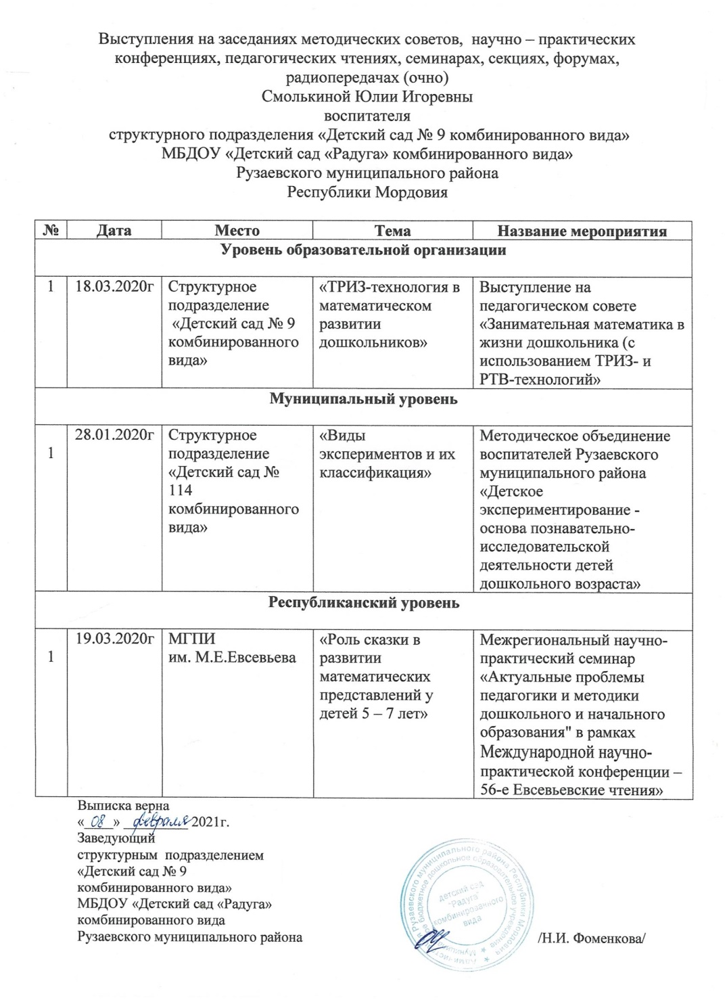 Выступления на заседаниях методических советов,  научно – практических
конференциях, педагогических чтениях, семинарах, секциях, форумах,
радиопередачах (очно)
Смолькиной Юлии Игоревны
воспитателя
структурного подразделения «Детский сад № 9 комбинированного вида»
МБДОУ «Детский сад «Радуга» комбинированного вида»
Рузаевского муниципального района
Республики Мордовия
№ Дата Место Тема Название мероприятия
Уровень образовательной организации
1 18.03.2020г Структурное «ТРИЗ-технология в Выступление на
подразделение математическом педагогическом совете
«Детский сад № 9 развитии «Занимательная математика в
комбинированного дошкольников» жизни дошкольника (с
вида» использованием ТРИЗ- и
РТВ-технологий»
Муниципальный уровень
28.01.2020г Структурное «Виды Методическое объединение
1 подразделение экспериментов и их воспитателей Рузаевского
«Детский сад № классификация» муниципального района
114 «Детское
комбинированного экспериментирование -
вида» основа познавательно-
исследовательской
деятельности детей
дошкольного возраста»
Республиканский уровень
19.03.2020г МГПИ «Роль сказки в Межрегиональный научно-
1 им. М.Е.Евсевьева развитии практический семинар
математических «Актуальные проблемы
представлений у педагогики и методики
детей 5 – 7 лет» дошкольного и начального
образования" в рамках
Международной научно-
практической конференции –
56-е Евсевьевские чтения»
Выписка верна
«08» февраля 2021г.
Заведующий
структурным  подразделением
«Детский сад № 9
комбинированного вида»
МБДОУ «Детский сад «Радуга»
комбинированного вида
Рузаевского муниципального района /Н.И. Фоменкова/
Рузаевского муниципального района Республики Мордовия
бюджетное дошкольное образовательное учреждение
детский сад
"Радуга"
комбинированного
вида